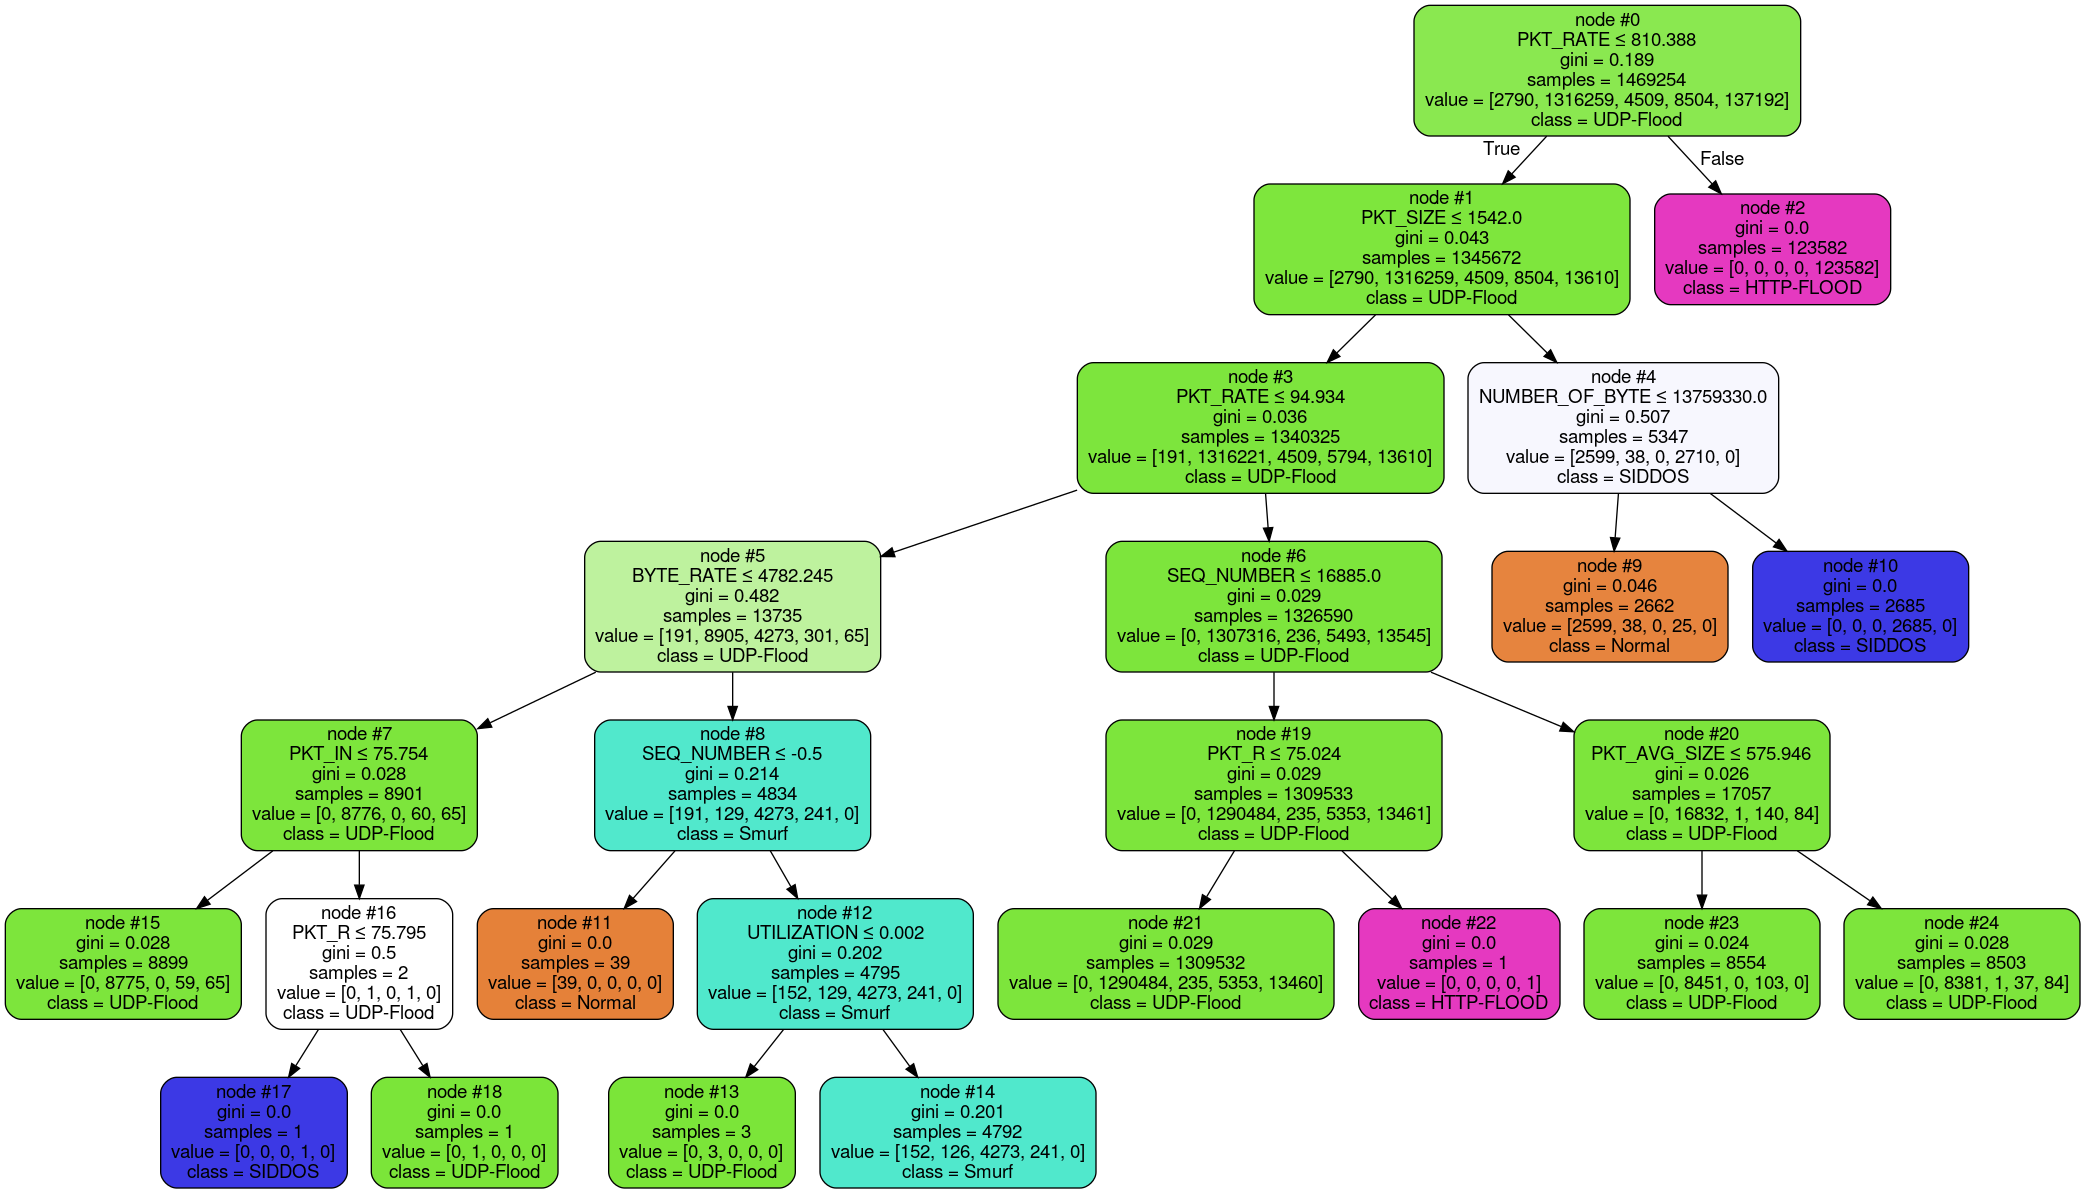 node #0
PKT_RATE ≤ 810.388
gini = 0.189
samples = 1469254
value = [2790, 1316259, 4509, 8504, 137192]
class = UDP-Flood
True
False
node #1
PKT_SIZE ≤ 1542.0
gini = 0.043
samples = 1345672
value = [2790, 1316259, 4509, 8504, 13610]
class = UDP-Flood
node #2
gini = 0.0
samples = 123582
value = [0, 0, 0, 0, 123582]
class = HTTP-FLOOD
node #3
PKT_RATE ≤ 94.934
gini = 0.036
samples = 1340325
value = [191, 1316221, 4509, 5794, 13610]
class = UDP-Flood
node #4
NUMBER_OF_BYTE ≤ 13759330.0
gini = 0.507
samples = 5347
value = [2599, 38, 0, 2710, 0]
class = SIDDOS
node #5
BYTE_RATE ≤ 4782.245
gini = 0.482
samples = 13735
value = [191, 8905, 4273, 301, 65]
class = UDP-Flood
node #6
SEQ_NUMBER ≤ 16885.0
gini = 0.029
samples = 1326590
value = [0, 1307316, 236, 5493, 13545]
class = UDP-Flood
node #9
gini = 0.046
samples = 2662
value = [2599, 38, 0, 25, 0]
class = Normal
node #10
gini = 0.0
samples = 2685
value = [0, 0, 0, 2685, 0]
class = SIDDOS
node #7
PKT_IN ≤ 75.754
gini = 0.028
samples = 8901
value = [0, 8776, 0, 60, 65]
class = UDP-Flood
node #8
SEQ_NUMBER ≤ -0.5
gini = 0.214
samples = 4834
value = [191, 129, 4273, 241, 0]
class = Smurf
node #19
PKT_R ≤ 75.024
gini = 0.029
samples = 1309533
value = [0, 1290484, 235, 5353, 13461]
class = UDP-Flood
node #20
PKT_AVG_SIZE ≤ 575.946
gini = 0.026
samples = 17057
value = [0, 16832, 1, 140, 84]
class = UDP-Flood
node #15
gini = 0.028
samples = 8899
value = [0, 8775, 0, 59, 65]
class = UDP-Flood
node #16
PKT_R ≤ 75.795
gini = 0.5
samples = 2
value = [0, 1, 0, 1, 0]
class = UDP-Flood
node #11
gini = 0.0
samples = 39
value = [39, 0, 0, 0, 0]
class = Normal
node #12
UTILIZATION ≤ 0.002
gini = 0.202
samples = 4795
value = [152, 129, 4273, 241, 0]
class = Smurf
node #21
gini = 0.029
samples = 1309532
value = [0, 1290484, 235, 5353, 13460]
class = UDP-Flood
node #22
gini = 0.0
samples = 1
value = [0, 0, 0, 0, 1]
class = HTTP-FLOOD
node #23
gini = 0.024
samples = 8554
value = [0, 8451, 0, 103, 0]
class = UDP-Flood
node #24
gini = 0.028
samples = 8503
value = [0, 8381, 1, 37, 84]
class = UDP-Flood
node #17
gini = 0.0
samples = 1
value = [0, 0, 0, 1, 0]
class = SIDDOS
node #18
gini = 0.0
samples = 1
value = [0, 1, 0, 0, 0]
class = UDP-Flood
node #13
gini = 0.0
samples = 3
value = [0, 3, 0, 0, 0]
class = UDP-Flood
node #14
gini = 0.201
samples = 4792
value = [152, 126, 4273, 241, 0]
class = Smurf